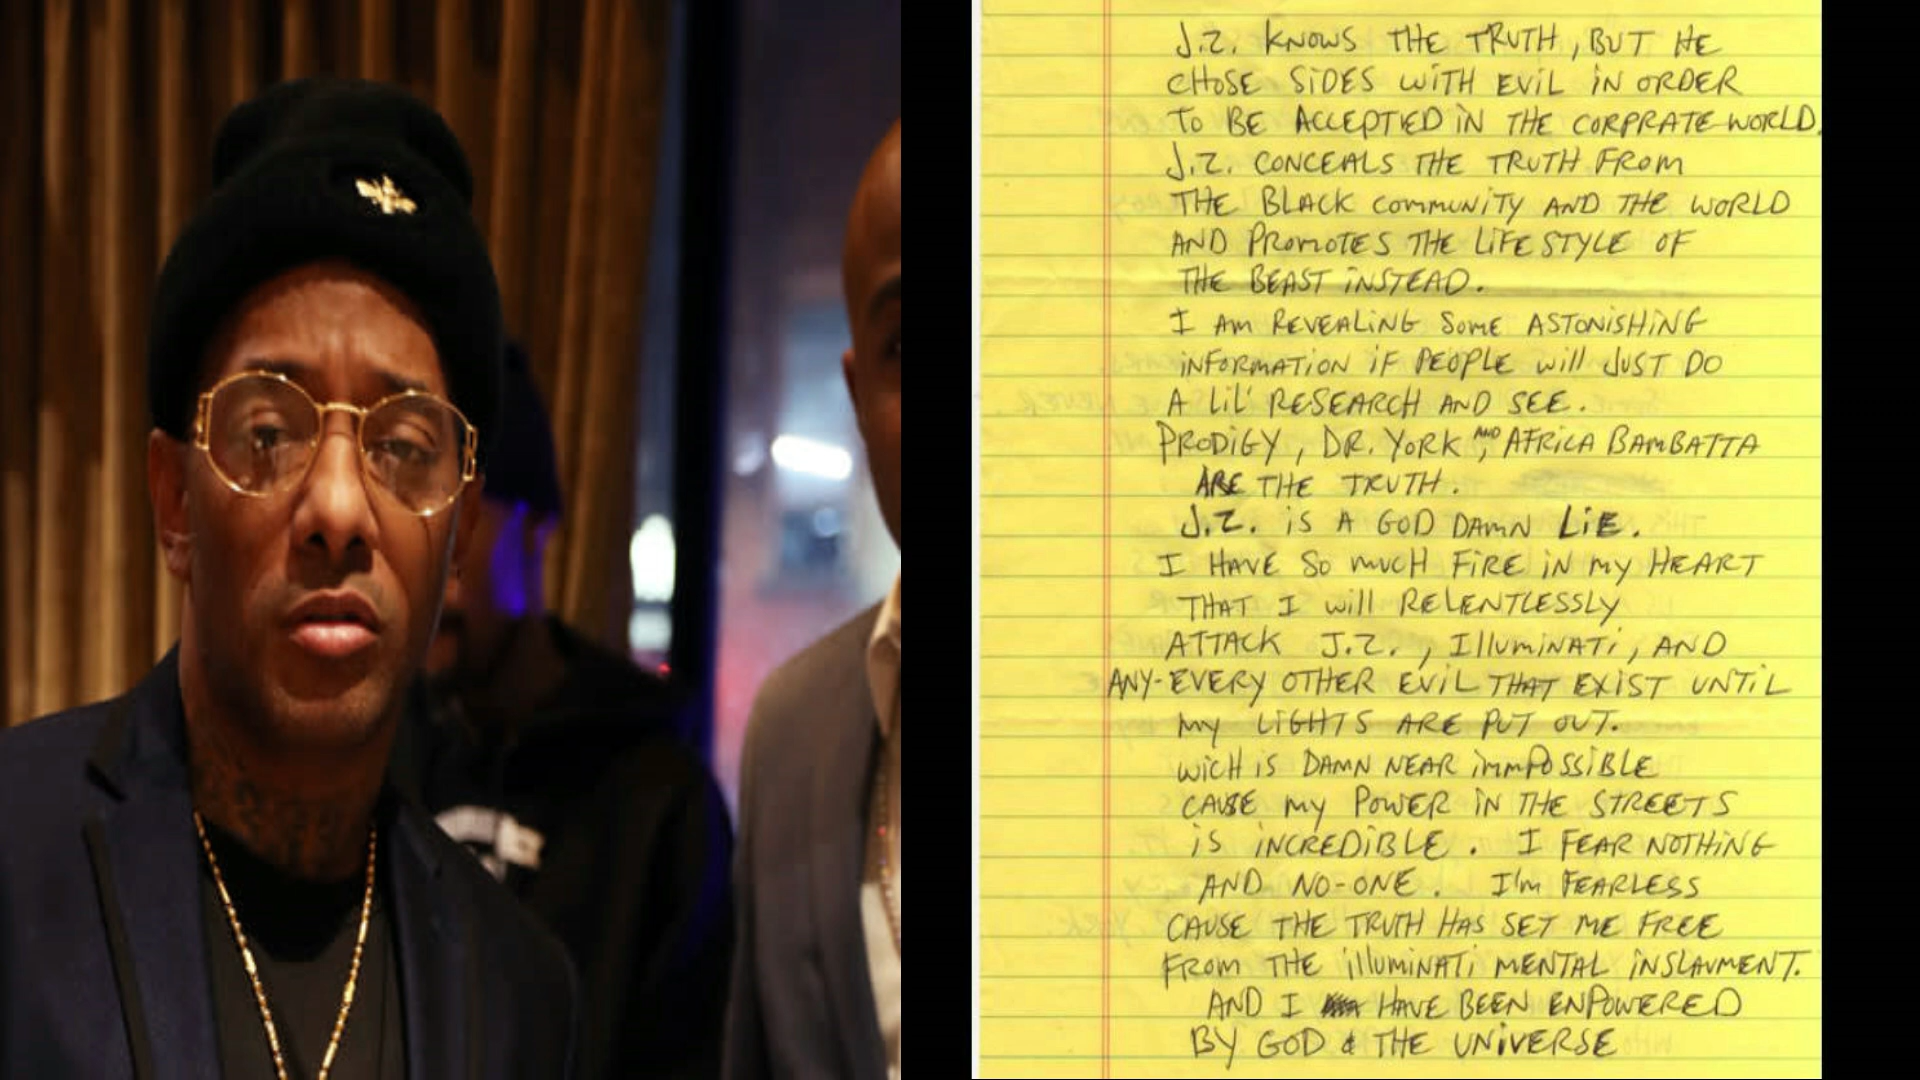 J.Z. KNOWS THE TRUTH, BUT HE
CHOSE SIDES WITH EVIL IN ORDER
TO BE ACCEPTED IN THE CORPRATE WORLD.
J.Z. CONCEALS THE TRUTH FROM
THE BLACK COMMUNITY AND THE WORLD
AND PROMOTES THE LIFESTYLE OF
THE BEAST INSTEAD.
I AM REVEALING SOME ASTONISHING
INFORMATION IF PEOPLE will JUST DO
A LIL' RESEARCH AND SEE.
PRODIGY, DR. YORK, AND AFRICA BAMBATTA
ARE THE TRUTH.
J.Z. IS A GOD DAMN LIE.
I HAVE SO MUCH FIRE IN MY HEART
THAT I will RELENTLESSLY
ATTACK J.Z., IllUMINATI, AND
ANY-EVERY OTHER EVIL THAT EXIST UNTIL
MY LIGHTS ARE PUT OUT.
WICH IS DAMN NEAR IMMPOSSIBLE
CAUSE MY POWER IN THE STREETS
IS INCREDIBLE. I FEAR NOTHING
AND NO-ONE. I'M FEARLESS
CAUSE THE TRUTH HAS SET ME FREE
FROM THE illUMINATI MENTAL INSLAVMENT.
AND I HAVE BEEN ENPOWERED
BY GOD & THE UNIVERSE